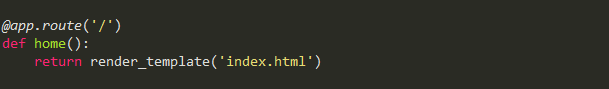 @app.route('/')
def home():
    return render_template('index.html')